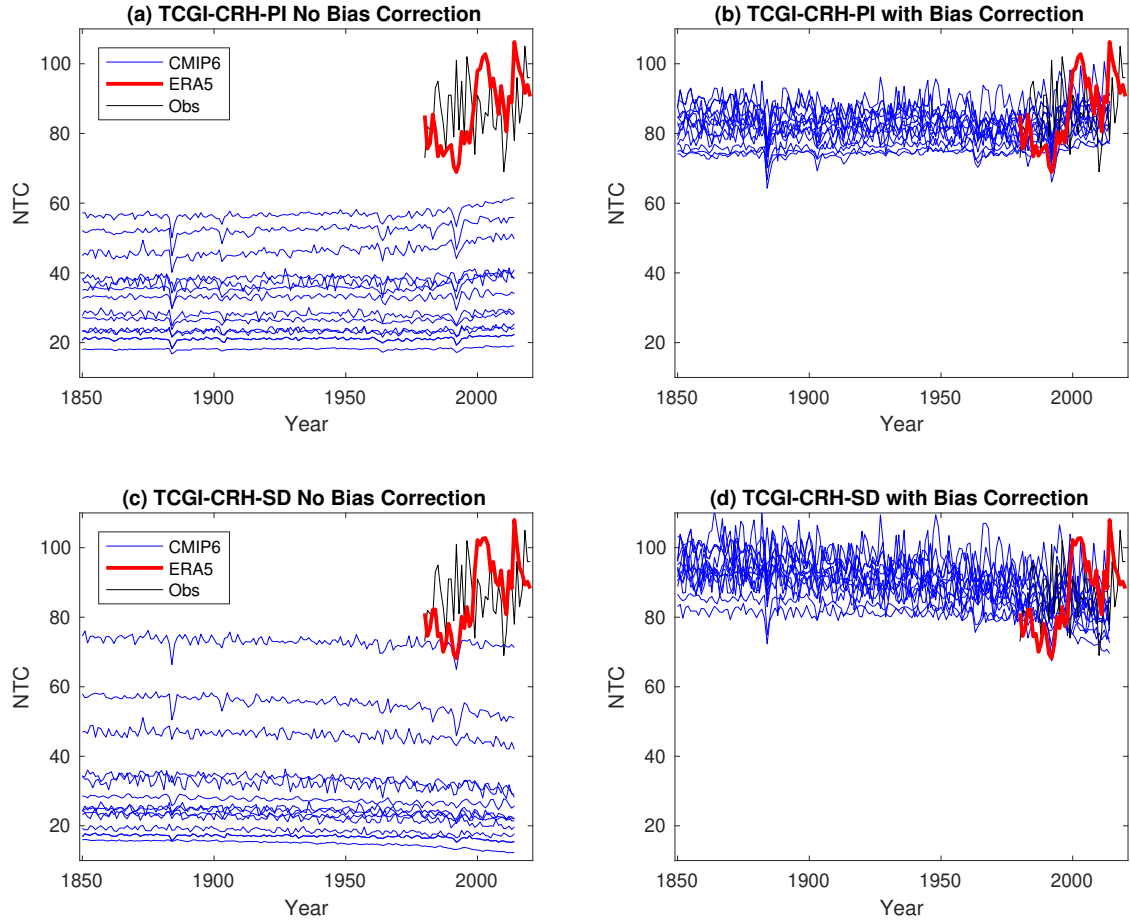 (a) TCGI-CRH-PI No Bias Correction
NTC
100
80
60
40
20
CMIP6
ERA5
Obs
1850
1900
1950
2000
Year
(b) TCGI-CRH-PI with Bias Correction
NTC
100
80
60
40
20
1850
1900
1950
2000
Year
(c) TCGI-CRH-SD No Bias Correction
NTC
100
80
60
40
20
CMIP6
ERA5
Obs
1850
1900
1950
2000
Year
(d) TCGI-CRH-SD with Bias Correction
NTC
100
80
60
40
20
1850
1900
1950
2000
Year